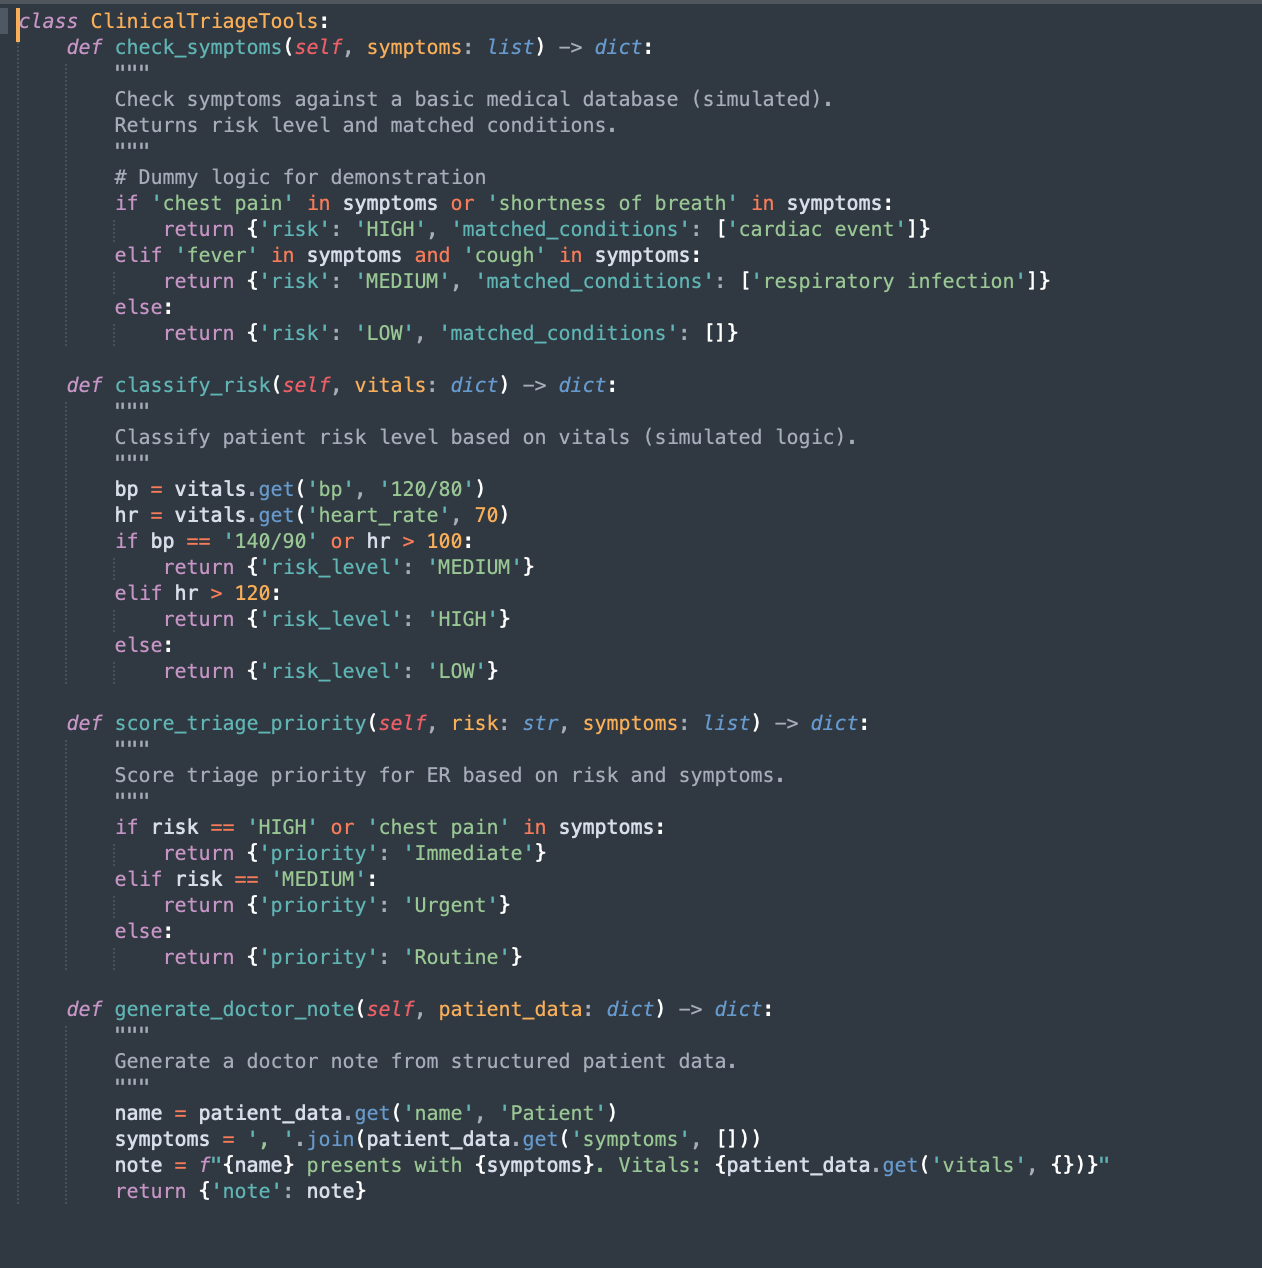 class ClinicalTriageTools:
    def check_symptoms(self, symptoms: list) -> dict:
        """
        Check symptoms against a basic medical database (simulated).
        Returns risk level and matched conditions.
        """
        # Dummy logic for demonstration
        if 'chest pain' in symptoms or 'shortness of breath' in symptoms:
            return {'risk': 'HIGH', 'matched_conditions': ['cardiac event']}
        elif 'fever' in symptoms and 'cough' in symptoms:
            return {'risk': 'MEDIUM', 'matched_conditions': ['respiratory infection']}
        else:
            return {'risk': 'LOW', 'matched_conditions': []}

    def classify_risk(self, vitals: dict) -> dict:
        """
        Classify patient risk level based on vitals (simulated logic).
        """
        bp = vitals.get('bp', '120/80')
        hr = vitals.get('heart_rate', 70)
        if bp == '140/90' or hr > 100:
            return {'risk_level': 'MEDIUM'}
        elif hr > 120:
            return {'risk_level': 'HIGH'}
        else:
            return {'risk_level': 'LOW'}

    def score_triage_priority(self, risk: str, symptoms: list) -> dict:
        """
        Score triage priority for ER based on risk and symptoms.
        """
        if risk == 'HIGH' or 'chest pain' in symptoms:
            return {'priority': 'Immediate'}
        elif risk == 'MEDIUM':
            return {'priority': 'Urgent'}
        else:
            return {'priority': 'Routine'}

    def generate_doctor_note(self, patient_data: dict) -> dict:
        """
        Generate a doctor note from structured patient data.
        """
        name = patient_data.get('name', 'Patient')
        symptoms = ', '.join(patient_data.get('symptoms', []))
        note = f"{name} presents with {symptoms}. Vitals: {patient_data.get('vitals', {})}"
        return {'note': note}